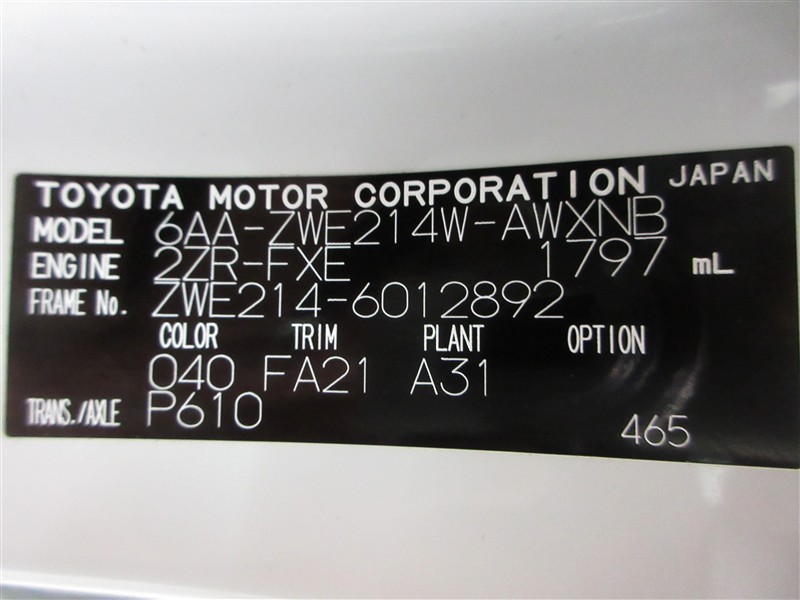 TOYOTA MOTOR CORPORATION JAPAN
MODEL 6AA-ZWE214W-AWXNB
ENGINE 2ZR-FXE 1797 mL
FRAME No. ZWE214-6012892
COLOR TRIM PLANT OPTION
040 FA21 A31
TRANS./AXLE P610
465